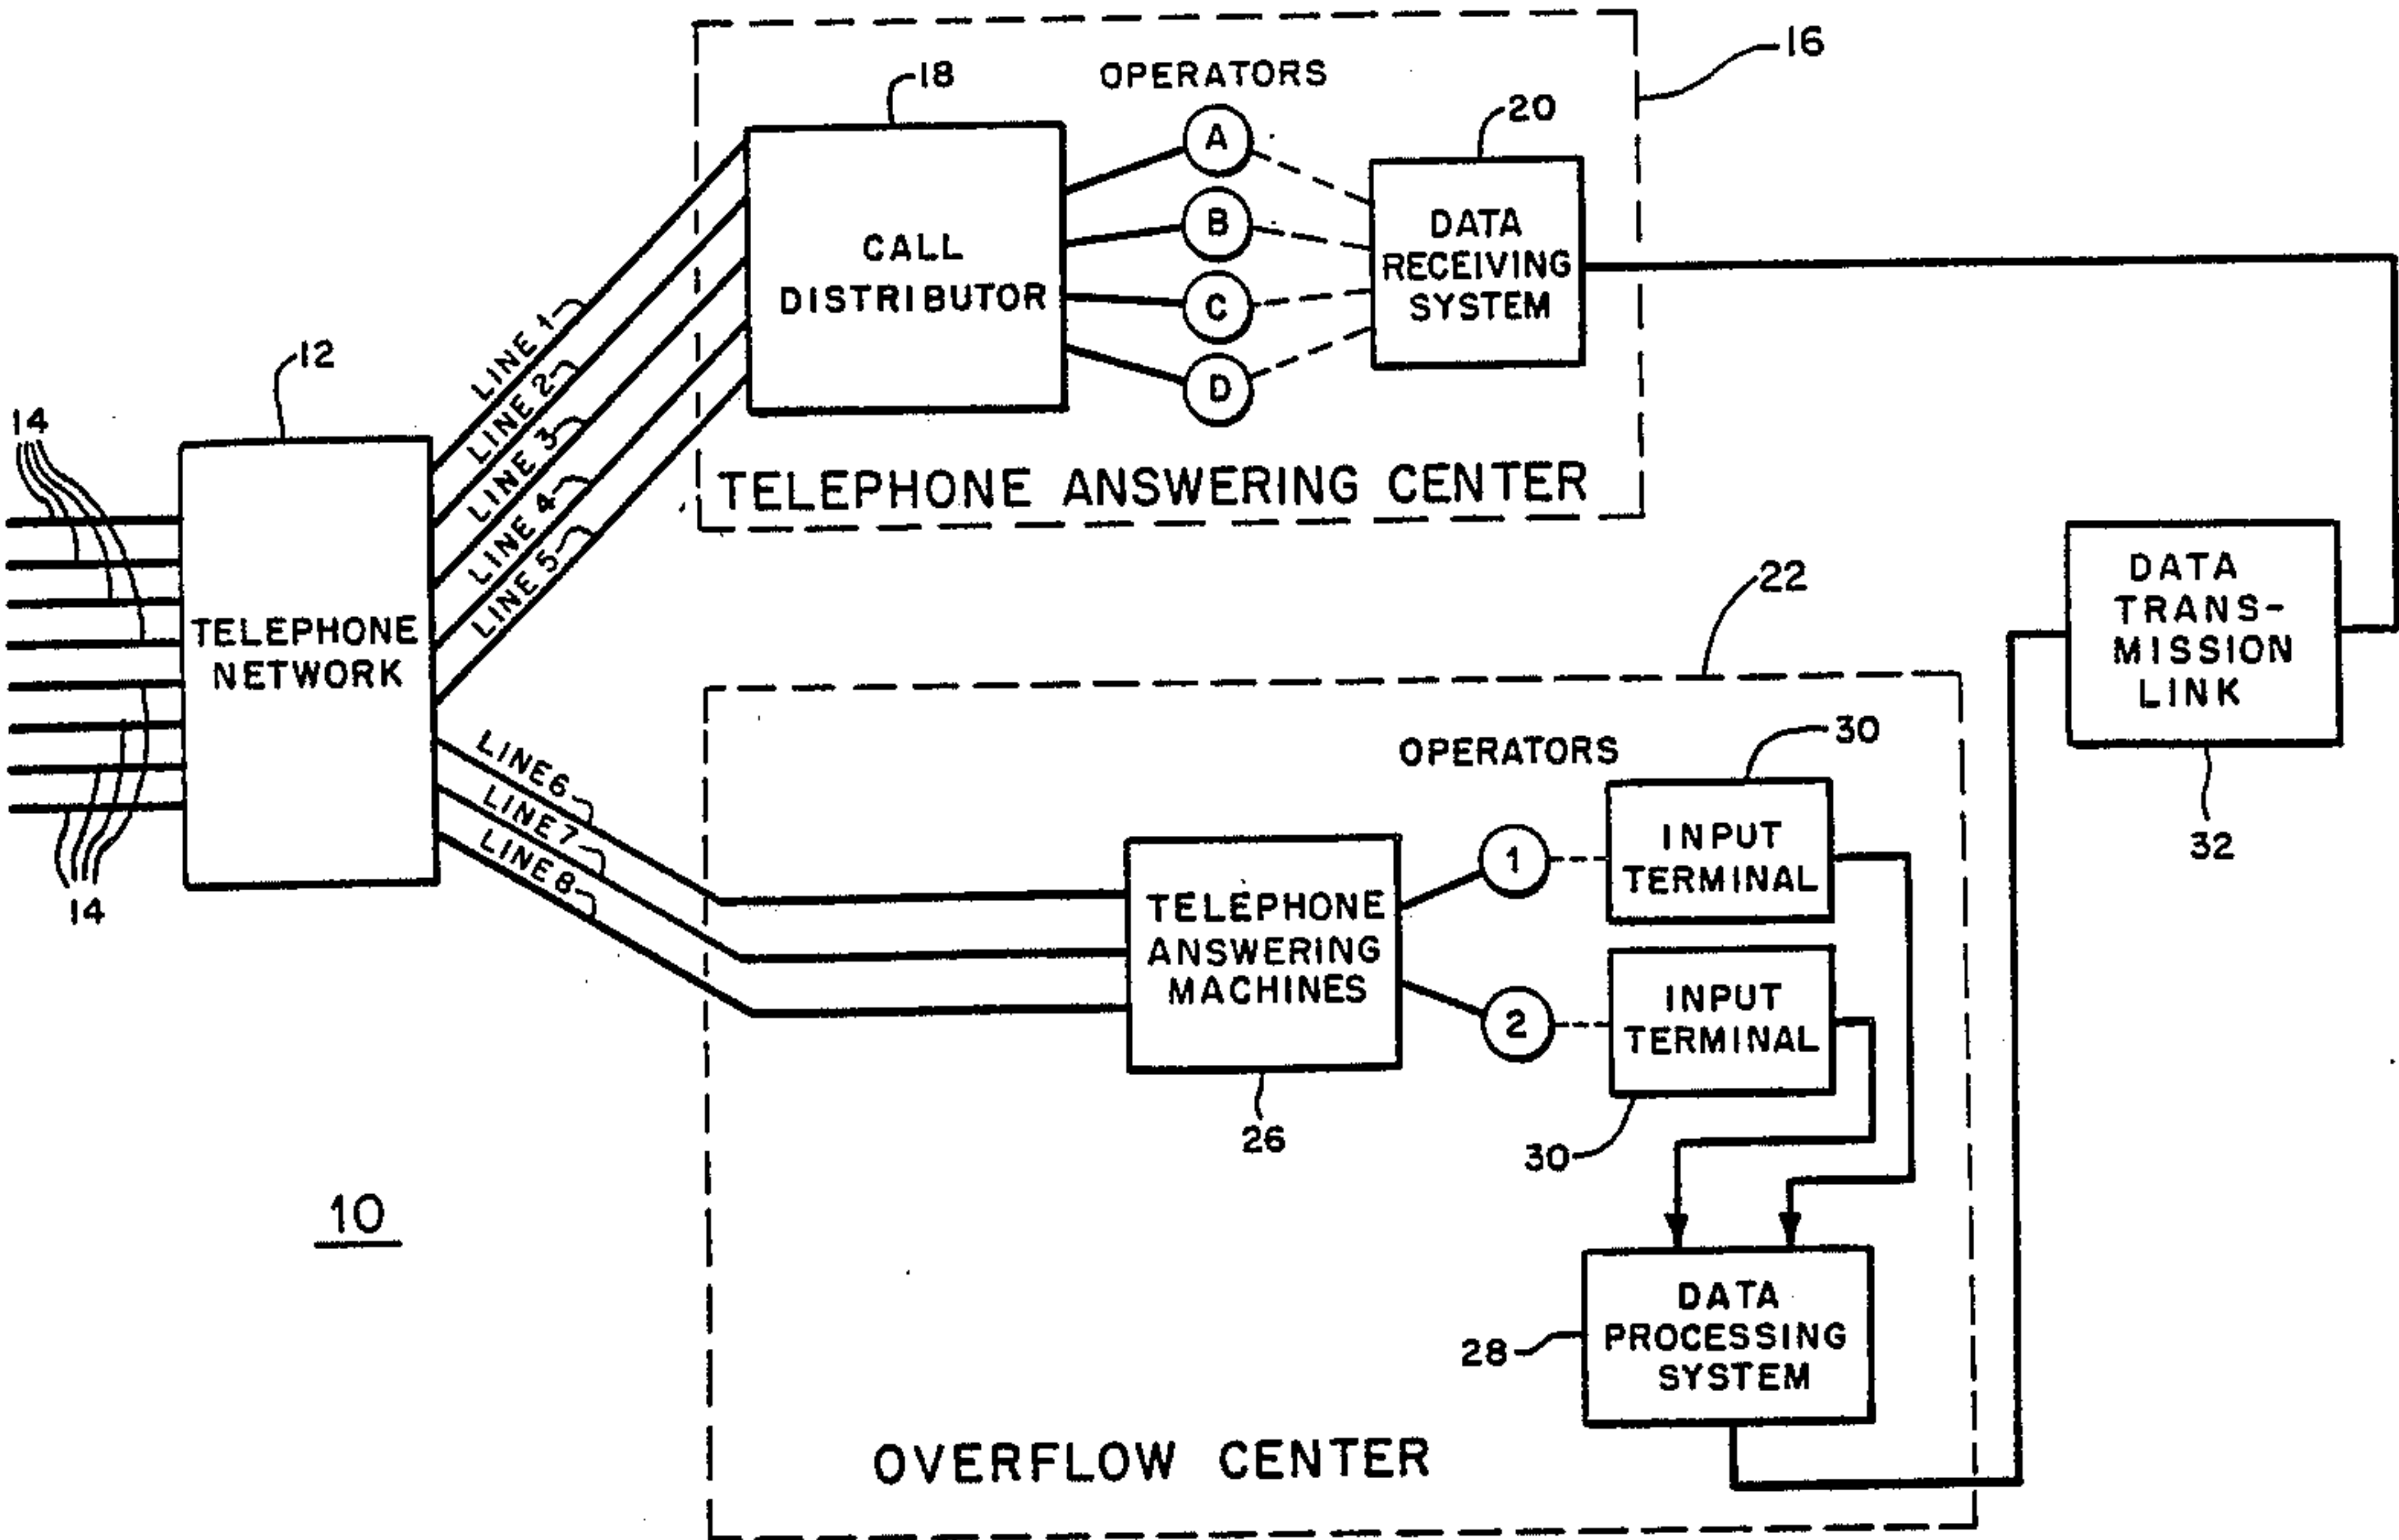 16
18
OPERATORS
20
A
B
C
D
CALL
DISTRIBUTOR
DATA
RECEIVING
SYSTEM
TELEPHONE ANSWERING CENTER
LINE 1
LINE 2
LINE 3
LINE 4
LINE 5
12
14
TELEPHONE
NETWORK
14
LINE 6
LINE 7
LINE 8
22
DATA
TRANS-
MISSION
LINK
32
OPERATORS
30
1
INPUT
TERMINAL
TELEPHONE
ANSWERING
MACHINES
26
2
INPUT
TERMINAL
30
10
28
DATA
PROCESSING
SYSTEM
OVERFLOW CENTER